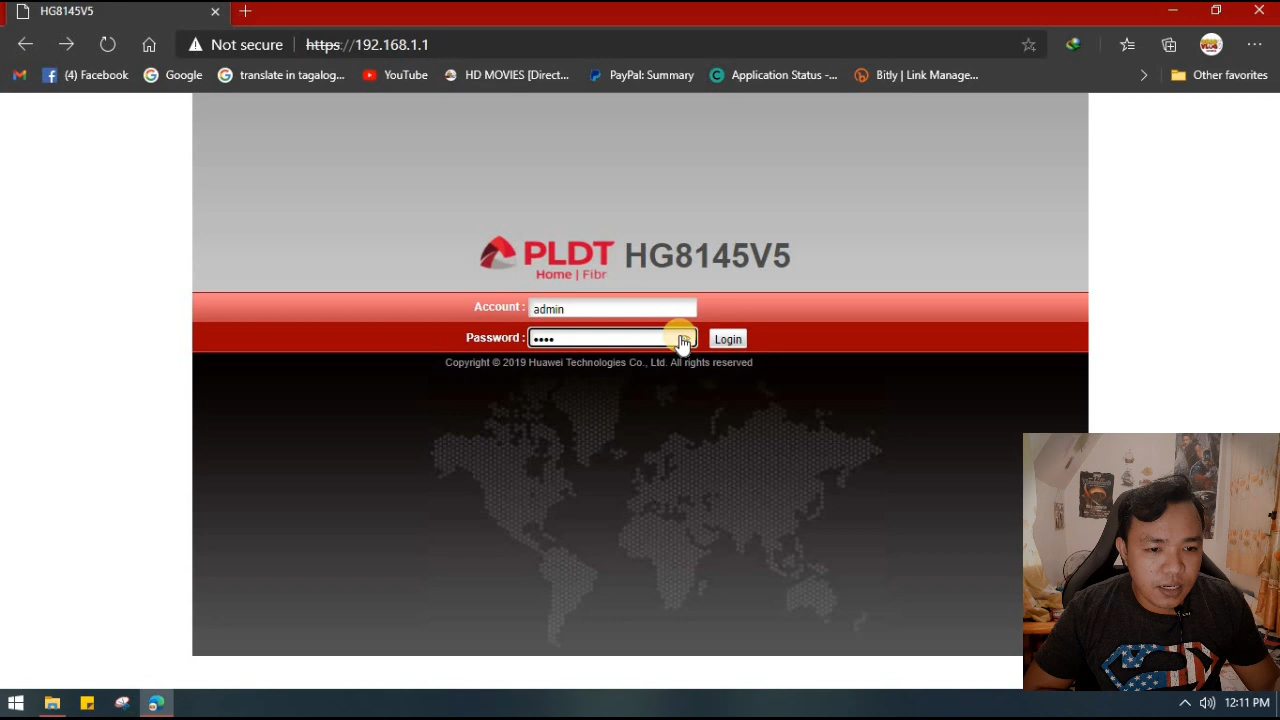 HG8145V5
Not secure https://192.168.1.1
(4) Facebook Google translate in tagalog... YouTube HD MOVIES [Direct... PayPal: Summary Application Status -... Bitly | Link Manage... Other favorites
PLDT HG8145V5
Home | Fibr
Account : admin
Password : •••• Login
Copyright © 2019 Huawei Technologies Co., Ltd. All rights reserved
12:11 PM